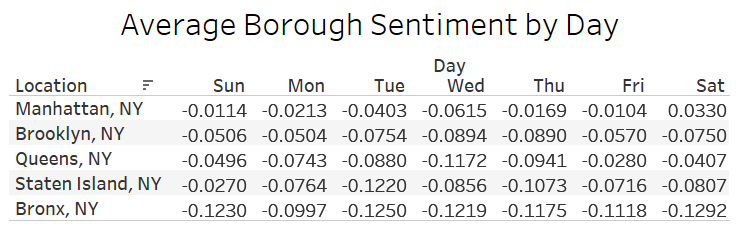 Average Borough Sentiment by Day
Day
Location Sun Mon Tue Wed Thu Fri Sat
Manhattan, NY -0.0114 -0.0213 -0.0403 -0.0615 -0.0169 -0.0104 0.0330
Brooklyn, NY -0.0506 -0.0504 -0.0754 -0.0894 -0.0890 -0.0570 -0.0750
Queens, NY -0.0496 -0.0743 -0.0880 -0.1172 -0.0941 -0.0280 -0.0407
Staten Island, NY -0.0270 -0.0764 -0.1220 -0.0856 -0.1073 -0.0716 -0.0807
Bronx, NY -0.1230 -0.0997 -0.1250 -0.1219 -0.1175 -0.1118 -0.1292